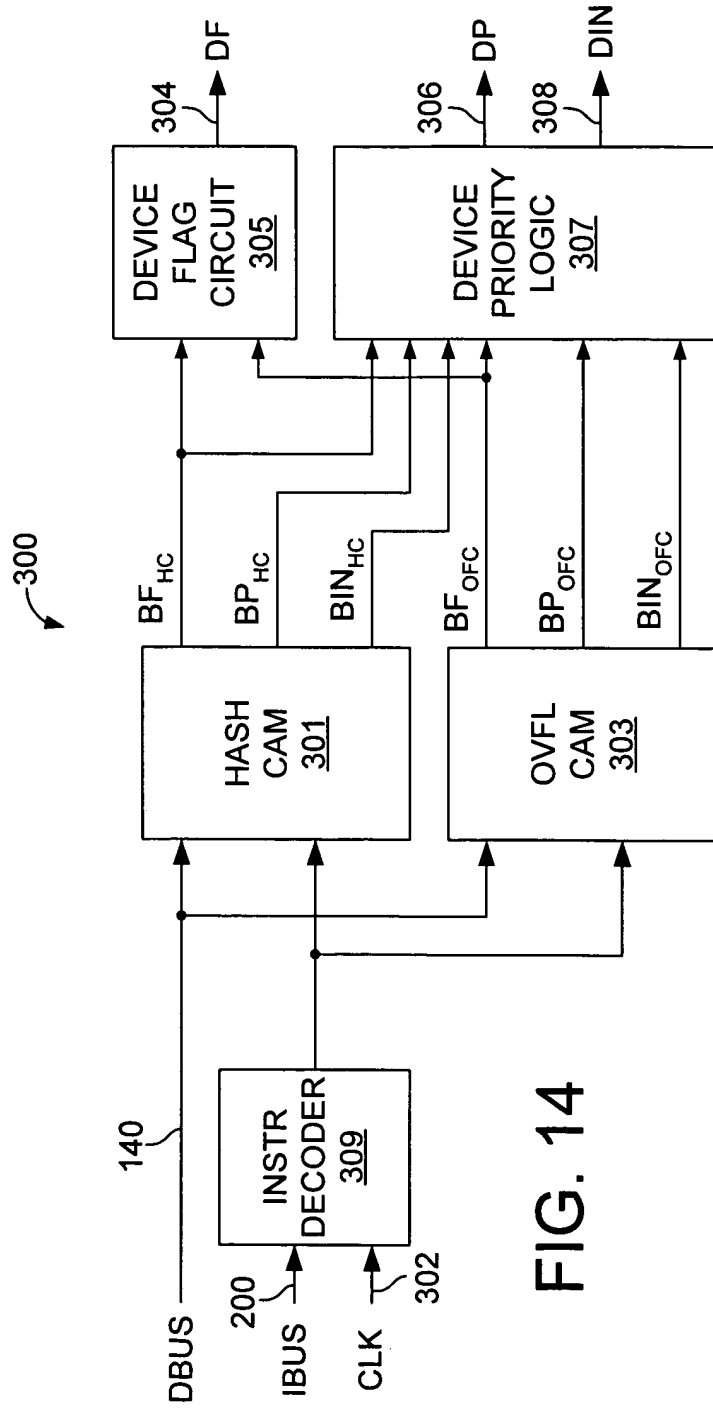 300
DBUS
140
IBUS
200
CLK
302
INSTR
DECODER
309
HASH
CAM
301
OVFL
CAM
303
BF_HC
BP_HC
BIN_HC
BF_OFC
BP_OFC
BIN_OFC
DEVICE
FLAG
CIRCUIT
305
304
DF
DEVICE
PRIORITY
LOGIC
307
306
DP
308
DIN
FIG. 14